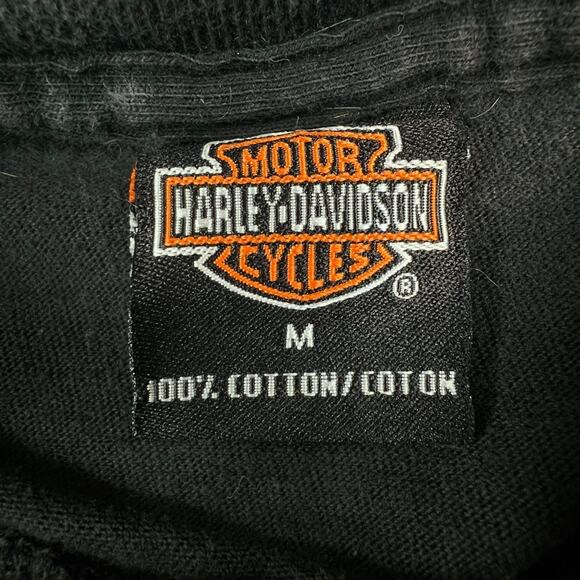 MOTOR
HARLEY-DAVIDSON
CYCLES
®
M
100% COTTON/COTON